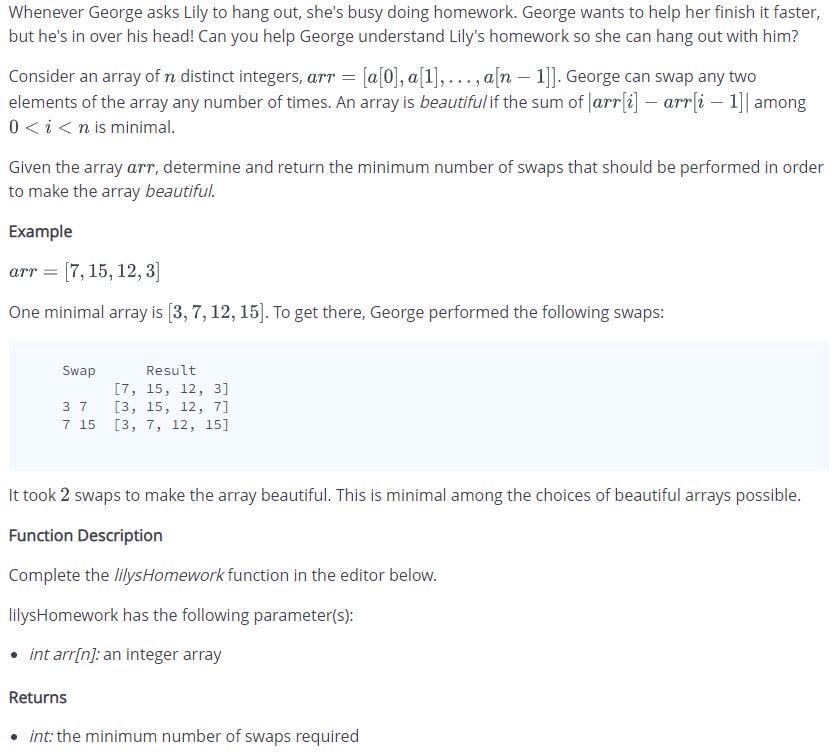 Whenever George asks Lily to hang out, she's busy doing homework. George wants to help her finish it faster,
but he's in over his head! Can you help George understand Lily's homework so she can hang out with him?
Consider an array of n distinct integers, arr = [a[0], a[1], . . . , a[n − 1]]. George can swap any two
elements of the array any number of times. An array is beautiful if the sum of |arr[i] − arr[i − 1]| among
0 < i < n is minimal.
Given the array arr, determine and return the minimum number of swaps that should be performed in order
to make the array beautiful.
Example
arr = [7, 15, 12, 3]
One minimal array is [3, 7, 12, 15]. To get there, George performed the following swaps:
Swap Result
[7, 15, 12, 3]
3 7 [3, 15, 12, 7]
7 15 [3, 7, 12, 15]
It took 2 swaps to make the array beautiful. This is minimal among the choices of beautiful arrays possible.
Function Description
Complete the lilysHomework function in the editor below.
lilysHomework has the following parameter(s):
• int arr[n]: an integer array
Returns
• int: the minimum number of swaps required